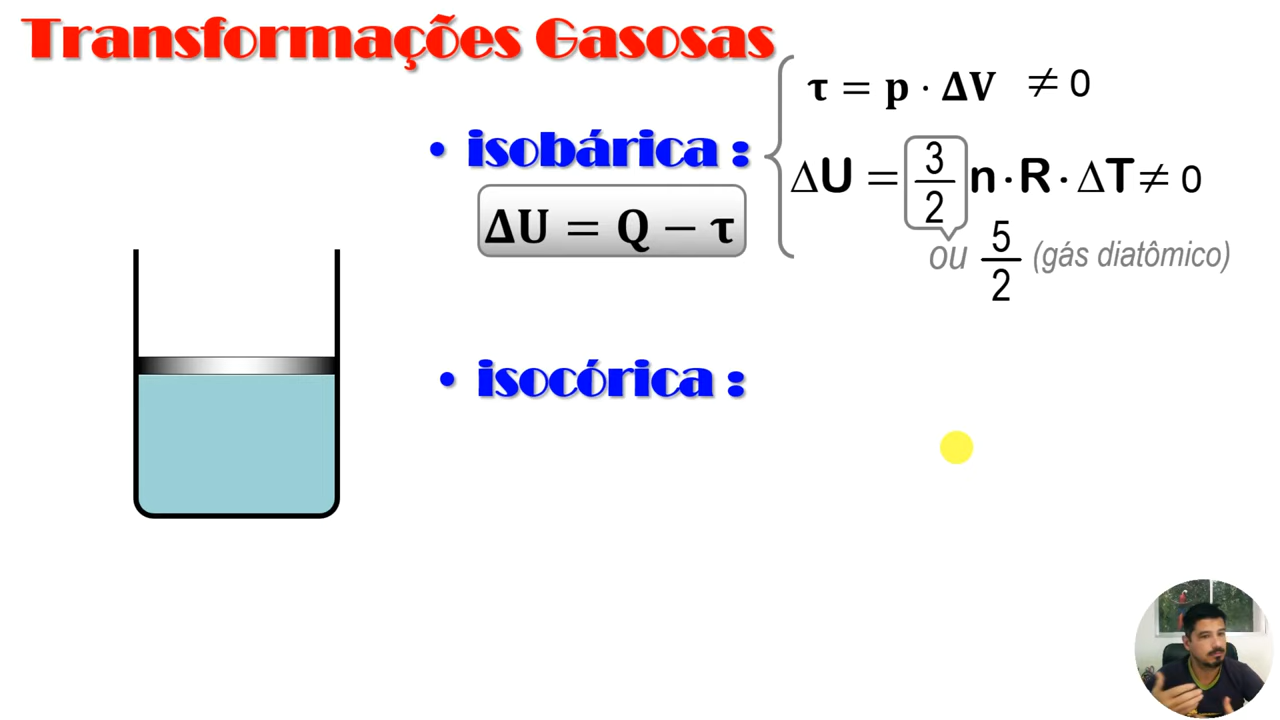 Transformações Gasosas
τ = p · ΔV ≠ 0
• isobárica :
ΔU = 3/2 n·R·ΔT ≠ 0
ΔU = Q − τ
ou 5/2 (gás diatômico)
• isocórica :